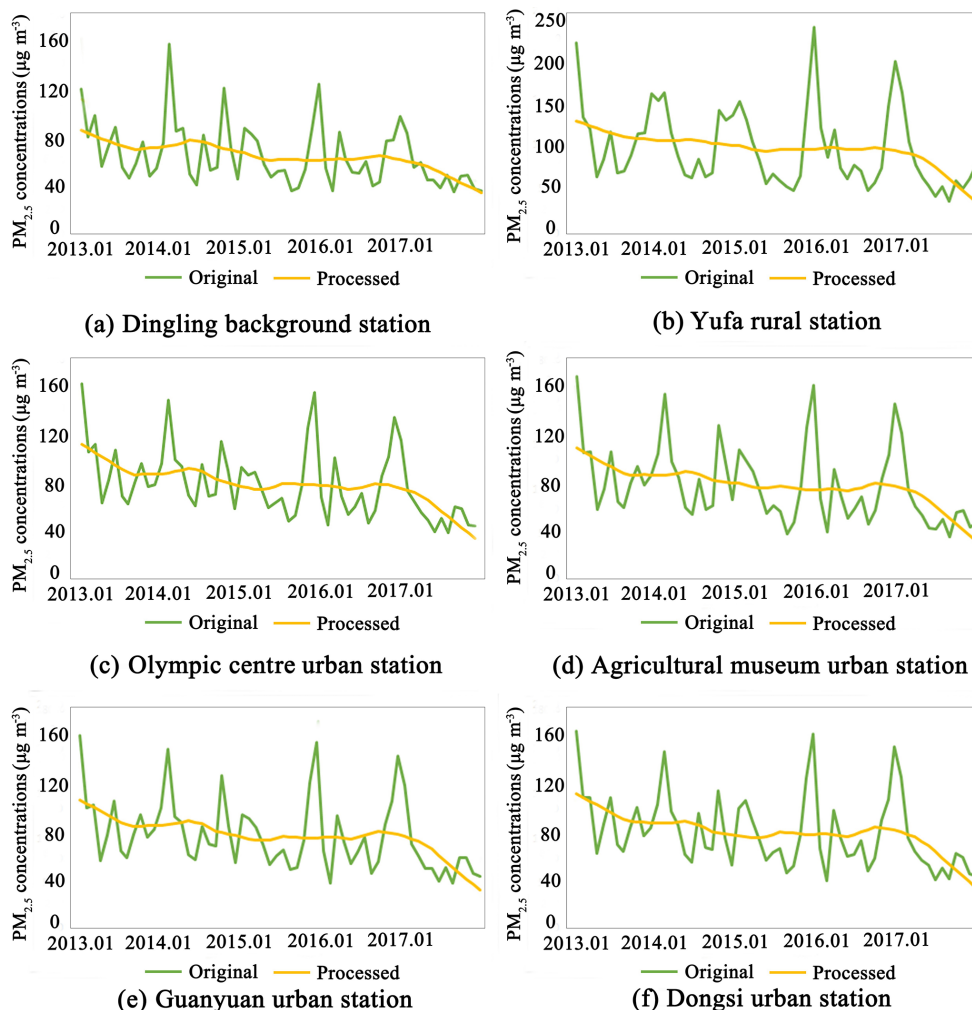 PM2.5 concentrations (μg m-3)
160
120
80
40
0
2013.01 2014.01 2015.01 2016.01 2017.01
Original Processed
(a) Dingling background station
PM2.5 concentrations (μg m-3)
250
200
150
100
50
0
2013.01 2014.01 2015.01 2016.01 2017.01
Original Processed
(b) Yufa rural station
PM2.5 concentrations (μg m-3)
160
120
80
40
0
2013.01 2014.01 2015.01 2016.01 2017.01
Original Processed
(c) Olympic centre urban station
PM2.5 concentrations (μg m-3)
160
120
80
40
0
2013.01 2014.01 2015.01 2016.01 2017.01
Original Processed
(d) Agricultural museum urban station
PM2.5 concentrations (μg m-3)
160
120
80
40
0
2013.01 2014.01 2015.01 2016.01 2017.01
Original Processed
(e) Guanyuan urban station
PM2.5 concentrations (μg m-3)
160
120
80
40
0
2013.01 2014.01 2015.01 2016.01 2017.01
Original Processed
(f) Dongsi urban station